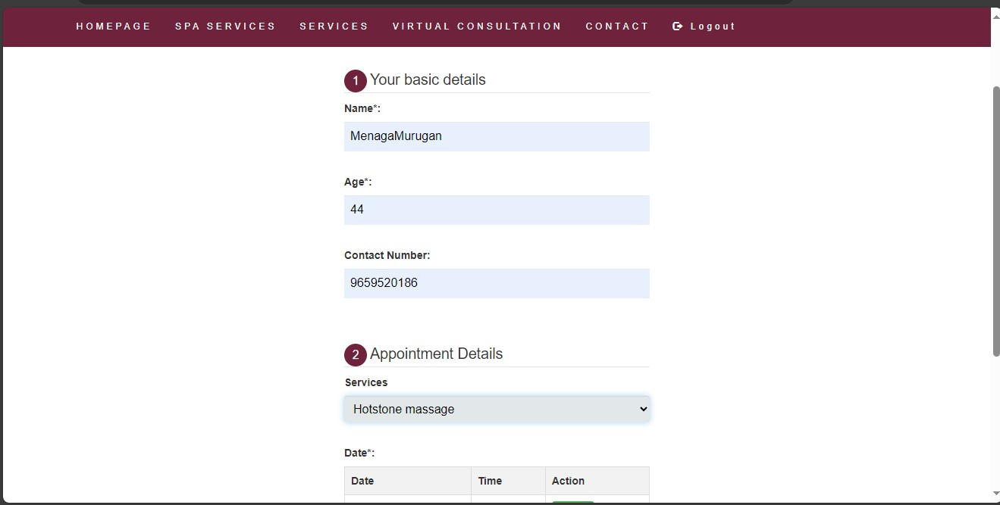 HOMEPAGE SPA SERVICES SERVICES VIRTUAL CONSULTATION CONTACT Logout
1 Your basic details
Name*:
MenagaMurugan
Age*:
44
Contact Number:
9659520186
2 Appointment Details
Services
Hotstone massage
Date*:
Date Time Action